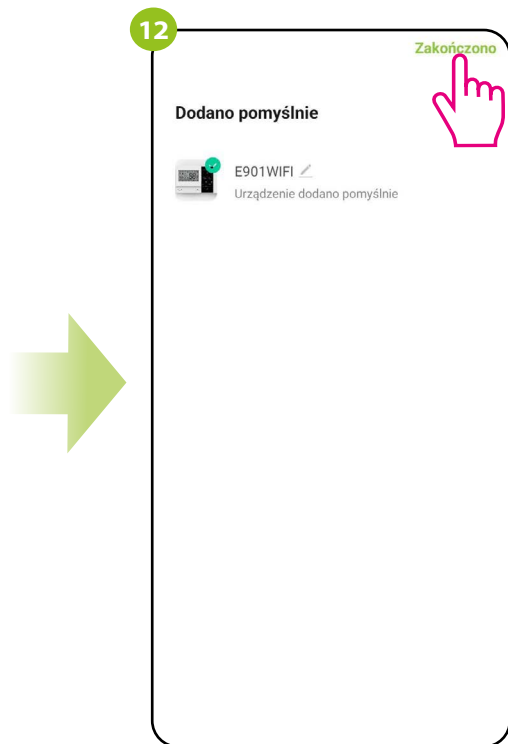 12
Zakończono
Dodano pomyślnie
E901WIFI
Urządzenie dodano pomyślnie